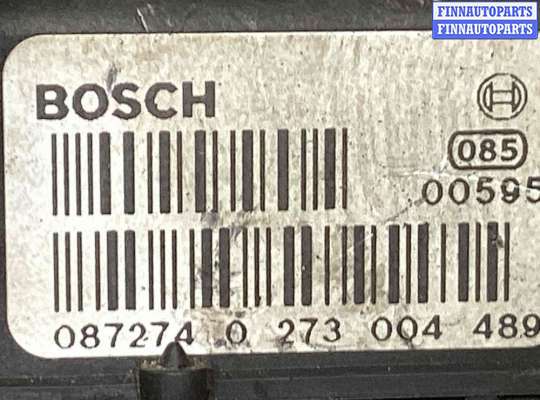 FINNAUTOPARTS
FINNAUTOPARTS
BOSCH
085
00595
087274 0 273 004 489